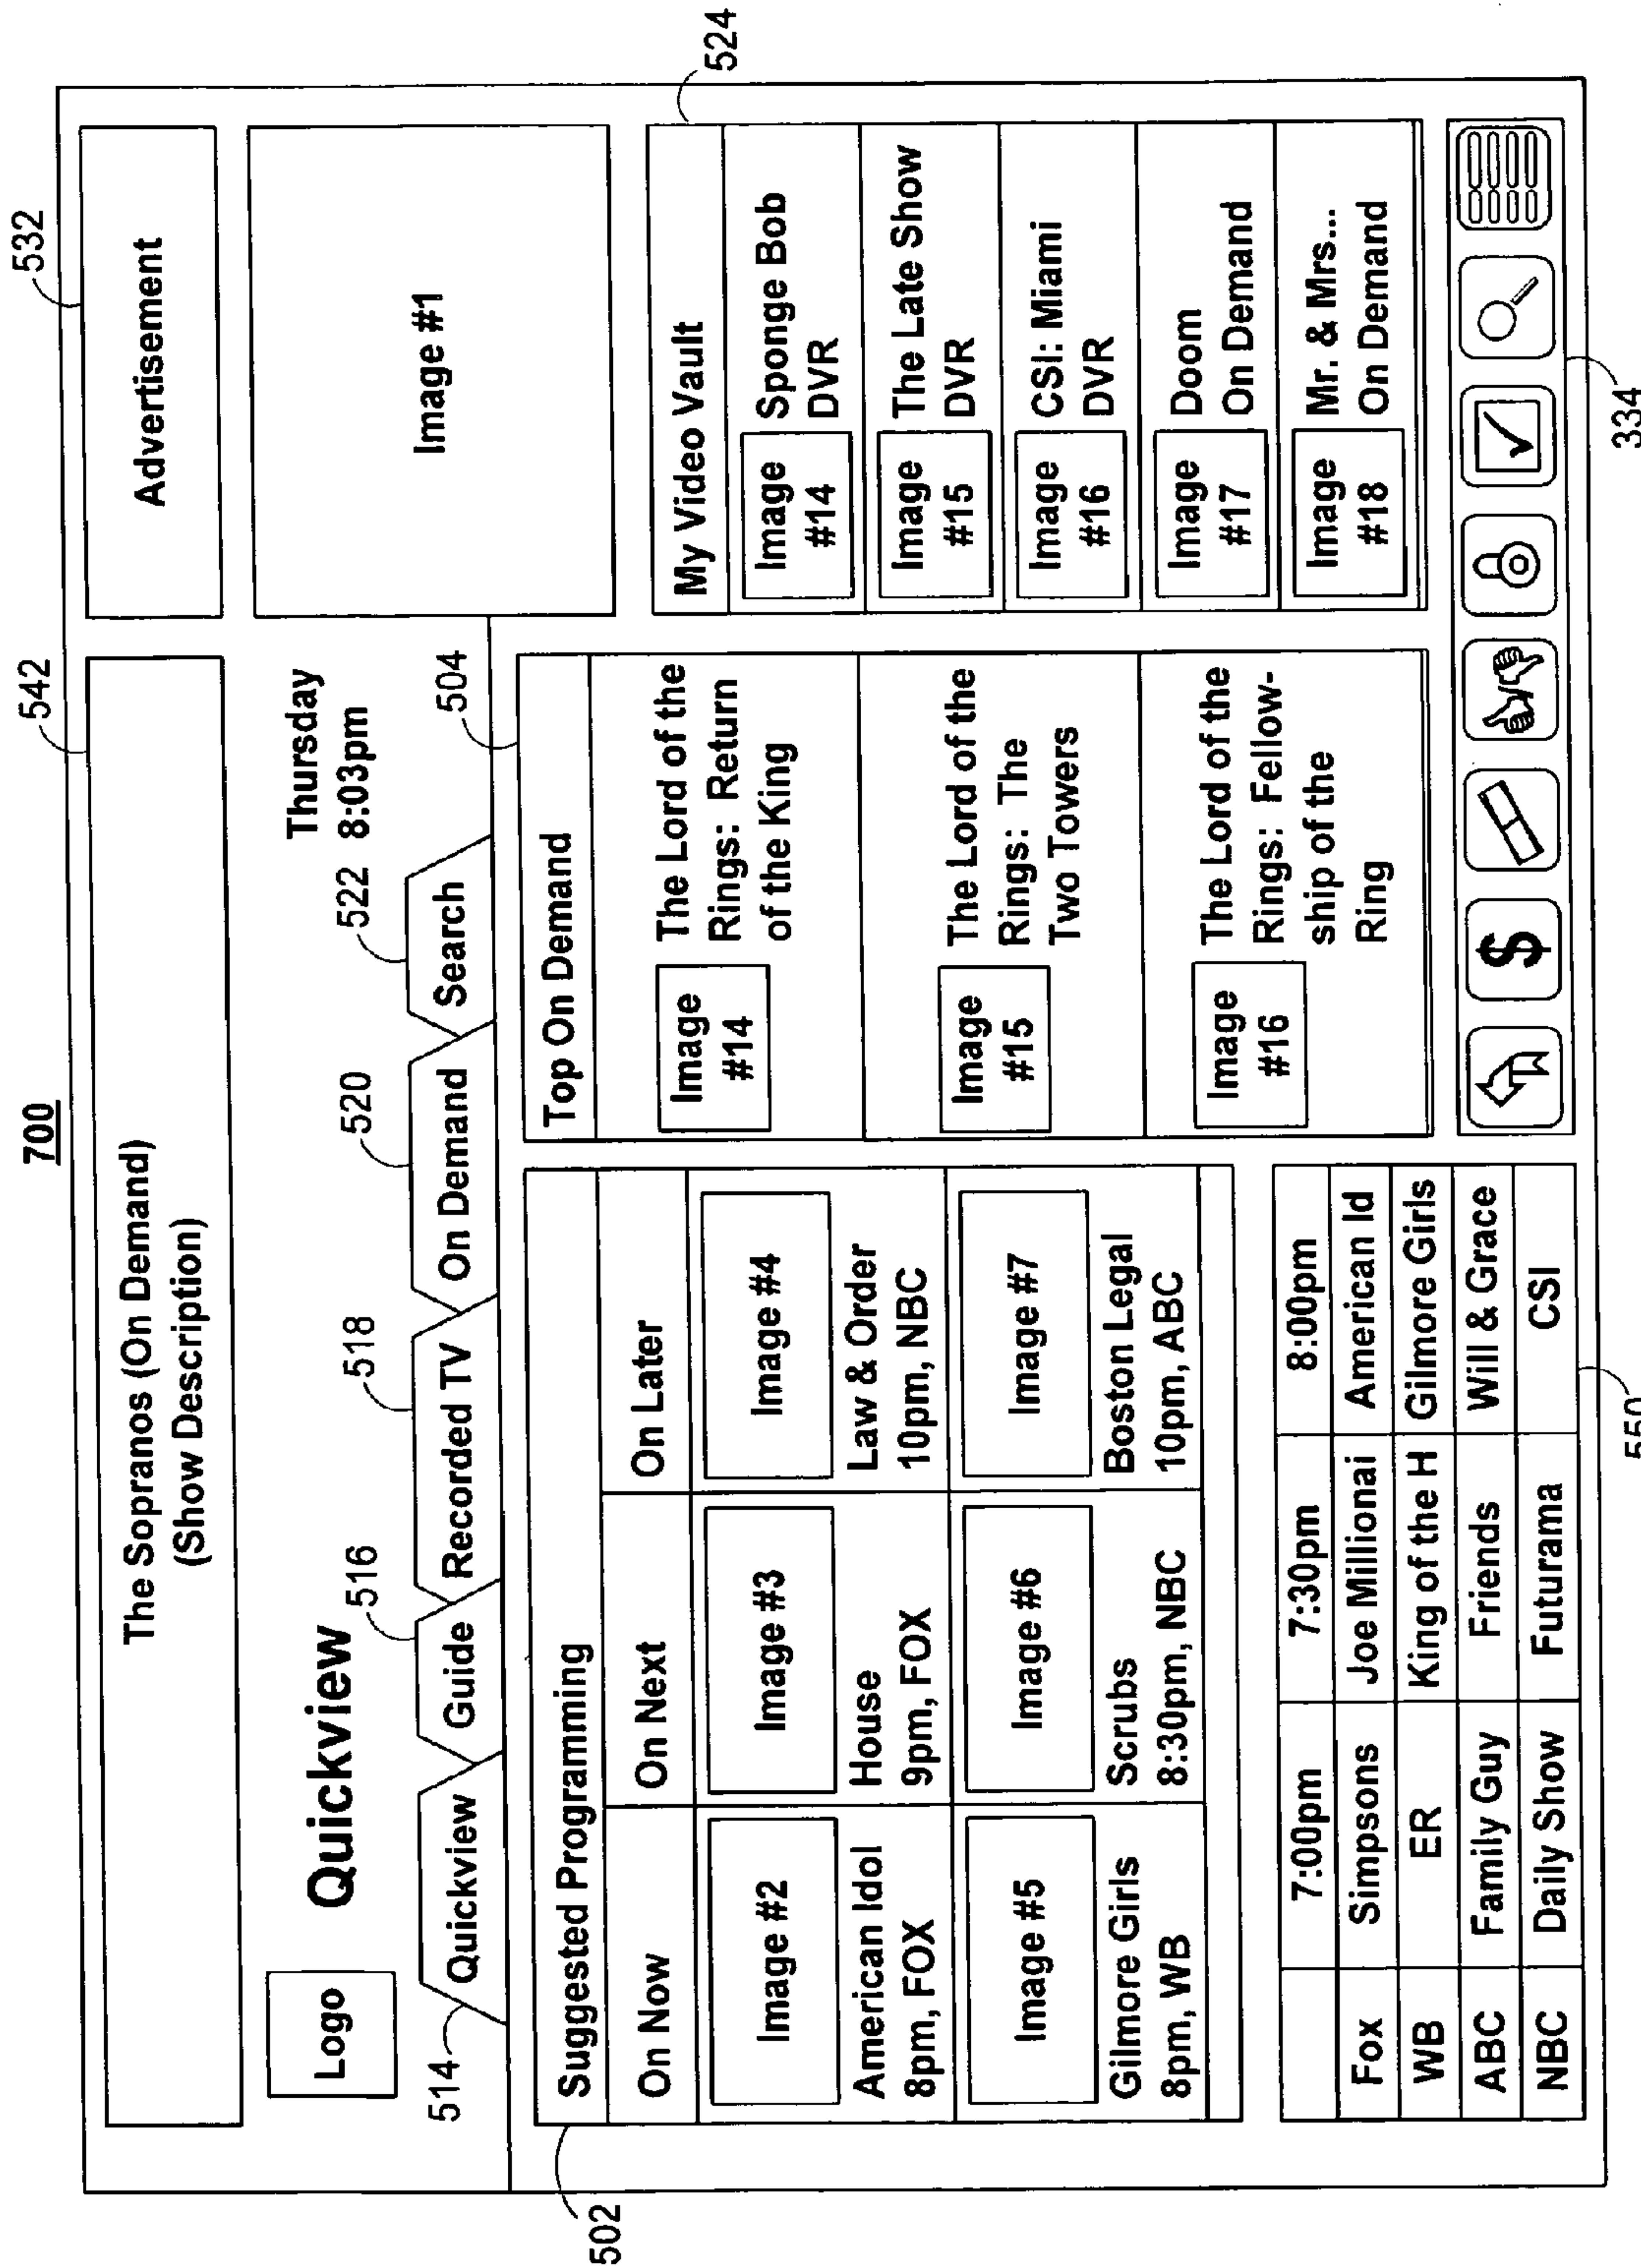 700
542
532
The Sopranos (On Demand)
(Show Description)
Advertisement
Logo
Quickview
Thursday
8:03pm
Image #1
514
Quickview
516
Guide
518
Recorded TV
520
On Demand
522
Search
504
524
502
Suggested Programming
On Now
On Next
On Later
Image #2
Image #3
Image #4
American Idol
8pm, FOX
House
9pm, FOX
Law & Order
10pm, NBC
Image #5
Image #6
Image #7
Gilmore Girls
8pm, WB
Scrubs
8:30pm, NBC
Boston Legal
10pm, ABC
Top On Demand
Image
#14
The Lord of the
Rings: Return
of the King
Image
#15
The Lord of the
Rings: The
Two Towers
Image
#16
The Lord of the
Rings: Fellow-
ship of the
Ring
My Video Vault
Image
#14
Sponge Bob
DVR
Image
#15
The Late Show
DVR
Image
#16
CSI: Miami
DVR
Image
#17
Doom
On Demand
Image
#18
Mr. & Mrs...
On Demand
7:00pm
7:30pm
8:00pm
Fox
Simpsons
Joe Millionai
American Id
WB
ER
King of the H
Gilmore Girls
ABC
Family Guy
Friends
Will & Grace
NBC
Daily Show
Futurama
CSI
$
550
334